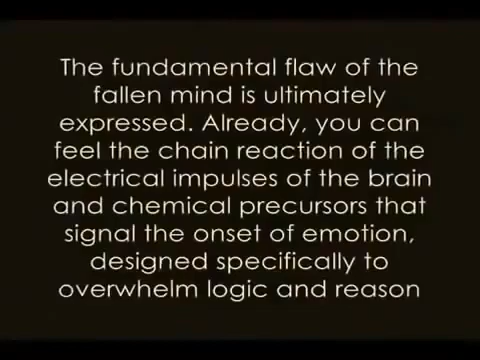 The fundamental flaw of the
fallen mind is ultimately
expressed. Already, you can
feel the chain reaction of the
electrical impulses of the brain
and chemical precursors that
signal the onset of emotion,
designed specifically to
overwhelm logic and reason